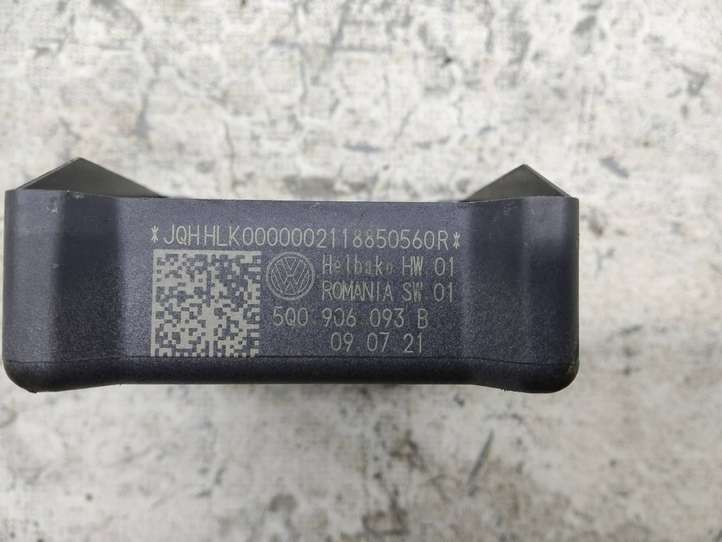 *JQHHLK0000002118850560R*
Helbako HW 01
ROMANIA SW 01
5Q0 906 093 B
09 07 21